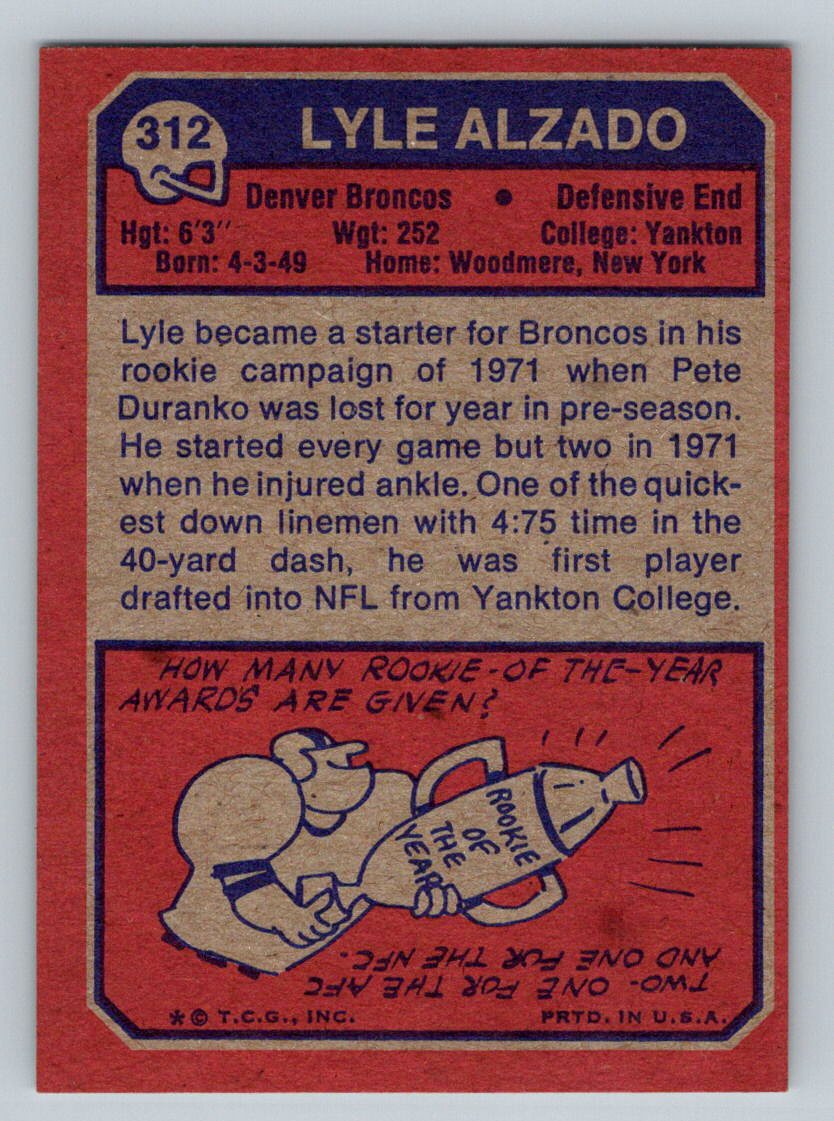 312
LYLE ALZADO
Denver Broncos • Defensive End
Hgt: 6'3" Wgt: 252 College: Yankton
Born: 4-3-49 Home: Woodmere, New York
Lyle became a starter for Broncos in his
rookie campaign of 1971 when Pete
Duranko was lost for year in pre-season.
He started every game but two in 1971
when he injured ankle. One of the quick-
est down linemen with 4:75 time in the
40-yard dash, he was first player
drafted into NFL from Yankton College.
HOW MANY ROOKIE-OF THE-YEAR
AWARDS ARE GIVEN?
ROOKIE
OF
THE
YEAR
TWO- ONE FOR THE AFC
AND ONE FOR THE NFC.
*© T.C.G., INC. PRTD. IN U.S.A.